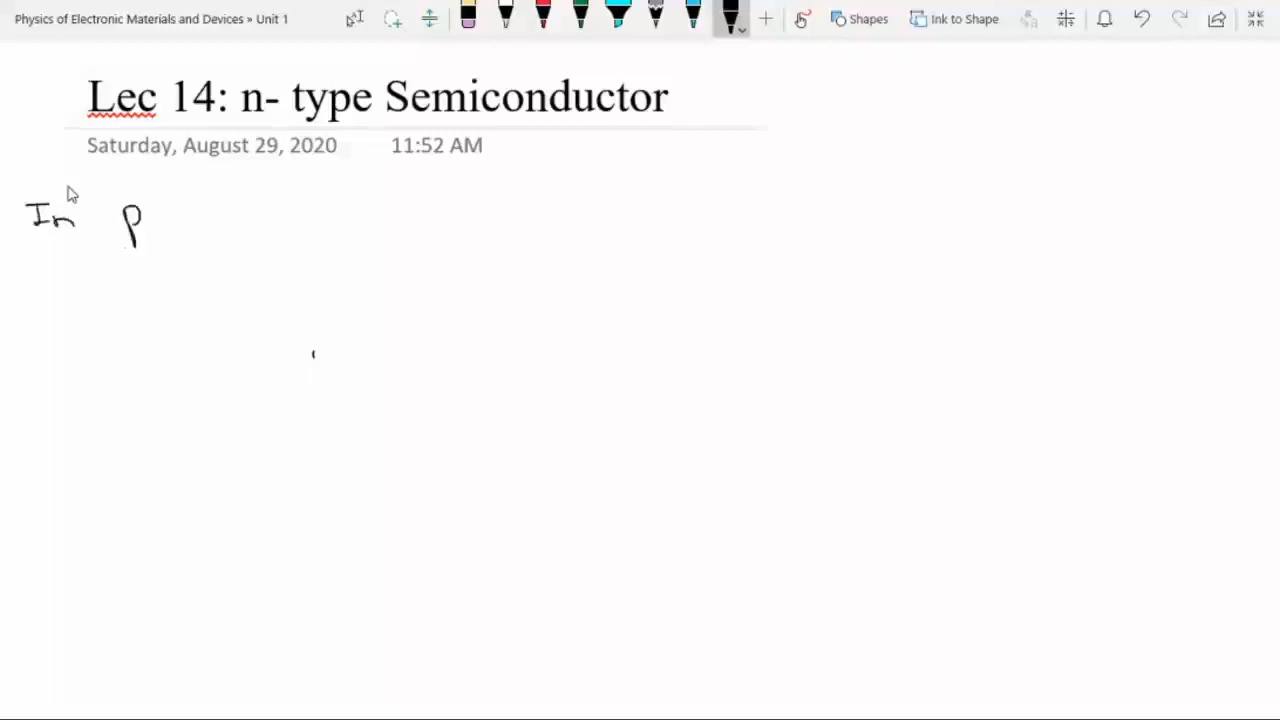 Physics of Electronic Materials and Devices » Unit 1 Shapes Ink to Shape
Lec 14: n- type Semiconductor
Saturday, August 29, 2020 11:52 AM
In p